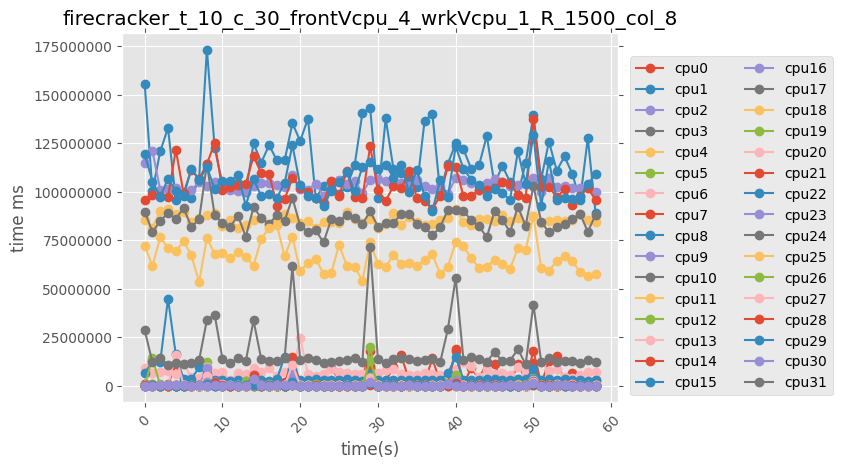 firecracker_t_10_c_30_frontVcpu_4_wrkVcpu_1_R_1500_col_8
time ms
175000000
150000000
125000000
100000000
75000000
50000000
25000000
0
0
10
20
30
40
50
60
time(s)
cpu0
cpu1
cpu2
cpu3
cpu4
cpu5
cpu6
cpu7
cpu8
cpu9
cpu10
cpu11
cpu12
cpu13
cpu14
cpu15
cpu16
cpu17
cpu18
cpu19
cpu20
cpu21
cpu22
cpu23
cpu24
cpu25
cpu26
cpu27
cpu28
cpu29
cpu30
cpu31